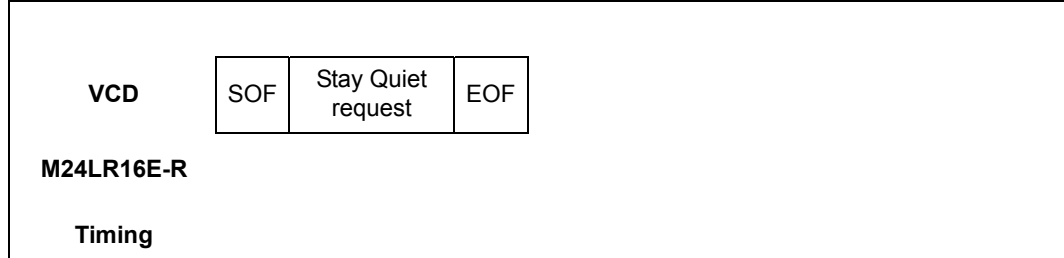 VCD SOF Stay Quiet request EOF
M24LR16E-R
Timing